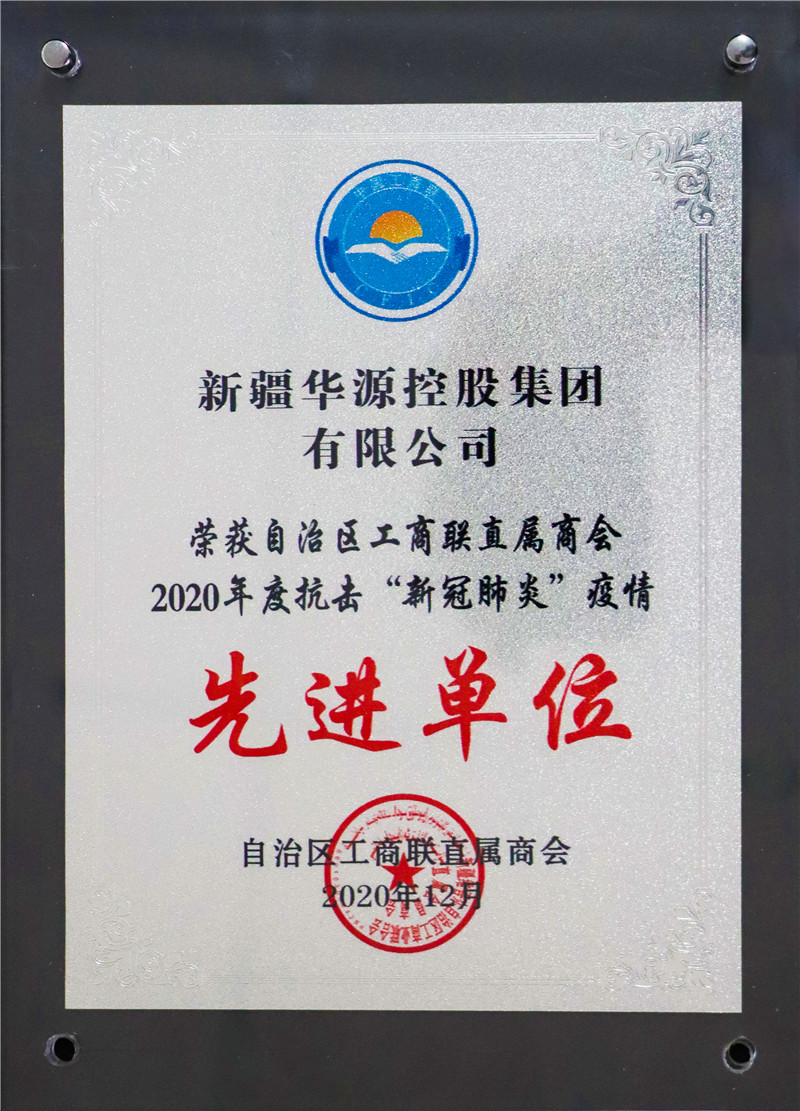 CFIC
新疆华源控股集团
有限公司
荣获自治区工商联直属商会
2020年度抗击“新冠肺炎”疫情
先进单位
自治区工商联直属商会
2020年12月